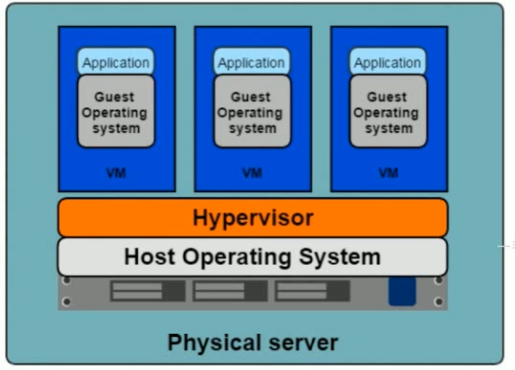 Application
Guest
Operating
system
VM
Application
Guest
Operating
system
VM
Application
Guest
Operating
system
VM
Hypervisor
Host Operating System
Physical server